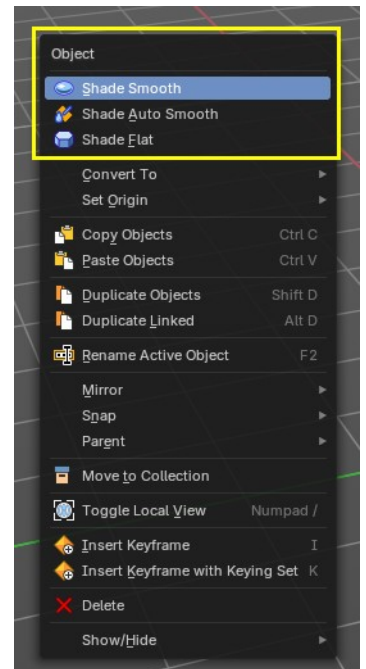 Object
Shade Smooth
Shade Auto Smooth
Shade Flat
Convert To
Set Origin
Copy Objects Ctrl C
Paste Objects Ctrl V
Duplicate Objects Shift D
Duplicate Linked Alt D
Rename Active Object F2
Mirror
Snap
Parent
Move to Collection
Toggle Local View Numpad /
Insert Keyframe I
Insert Keyframe with Keying Set K
Delete
Show/Hide